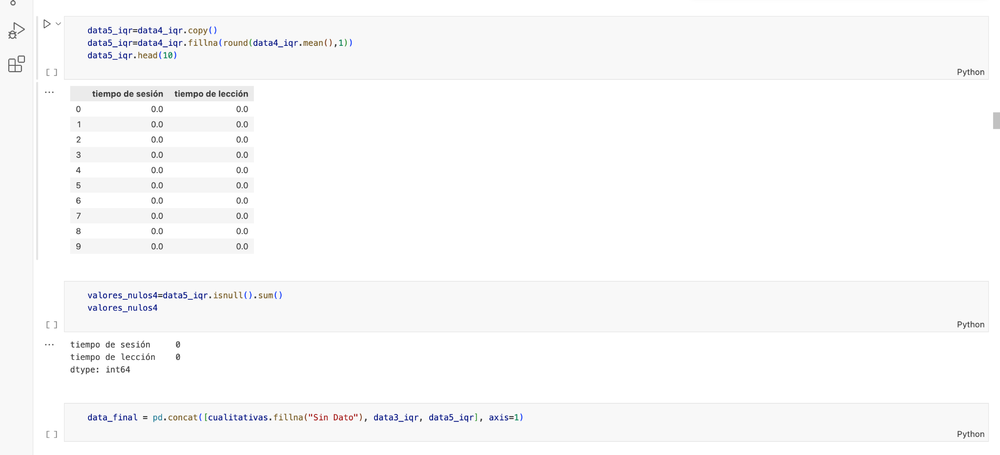 data5_iqr=data4_iqr.copy()
data5_iqr=data4_iqr.fillna(round(data4_iqr.mean(),1))
data5_iqr.head(10)
[ ]
Python
...
tiempo de sesión tiempo de lección
0 0.0 0.0
1 0.0 0.0
2 0.0 0.0
3 0.0 0.0
4 0.0 0.0
5 0.0 0.0
6 0.0 0.0
7 0.0 0.0
8 0.0 0.0
9 0.0 0.0
valores_nulos4=data5_iqr.isnull().sum()
valores_nulos4
[ ]
Python
...
tiempo de sesión 0
tiempo de lección 0
dtype: int64
data_final = pd.concat([cualitativas.fillna("Sin Dato"), data3_iqr, data5_iqr], axis=1)
[ ]
Python